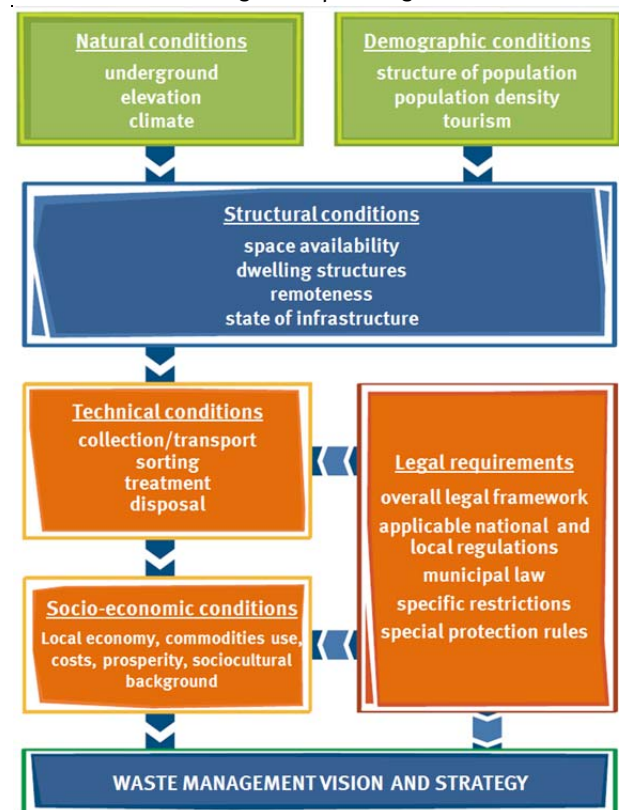 Natural conditions
underground
elevation
climate
Demographic conditions
structure of population
population density
tourism
Structural conditions
space availability
dwelling structures
remoteness
state of infrastructure
Technical conditions
collection/transport
sorting
treatment
disposal
Legal requirements
overall legal framework
applicable national and
local regulations
municipal law
specific restrictions
special protection rules
Socio-economic conditions
Local economy, commodities use,
costs, prosperity, sociocultural
background
WASTE MANAGEMENT VISION AND STRATEGY